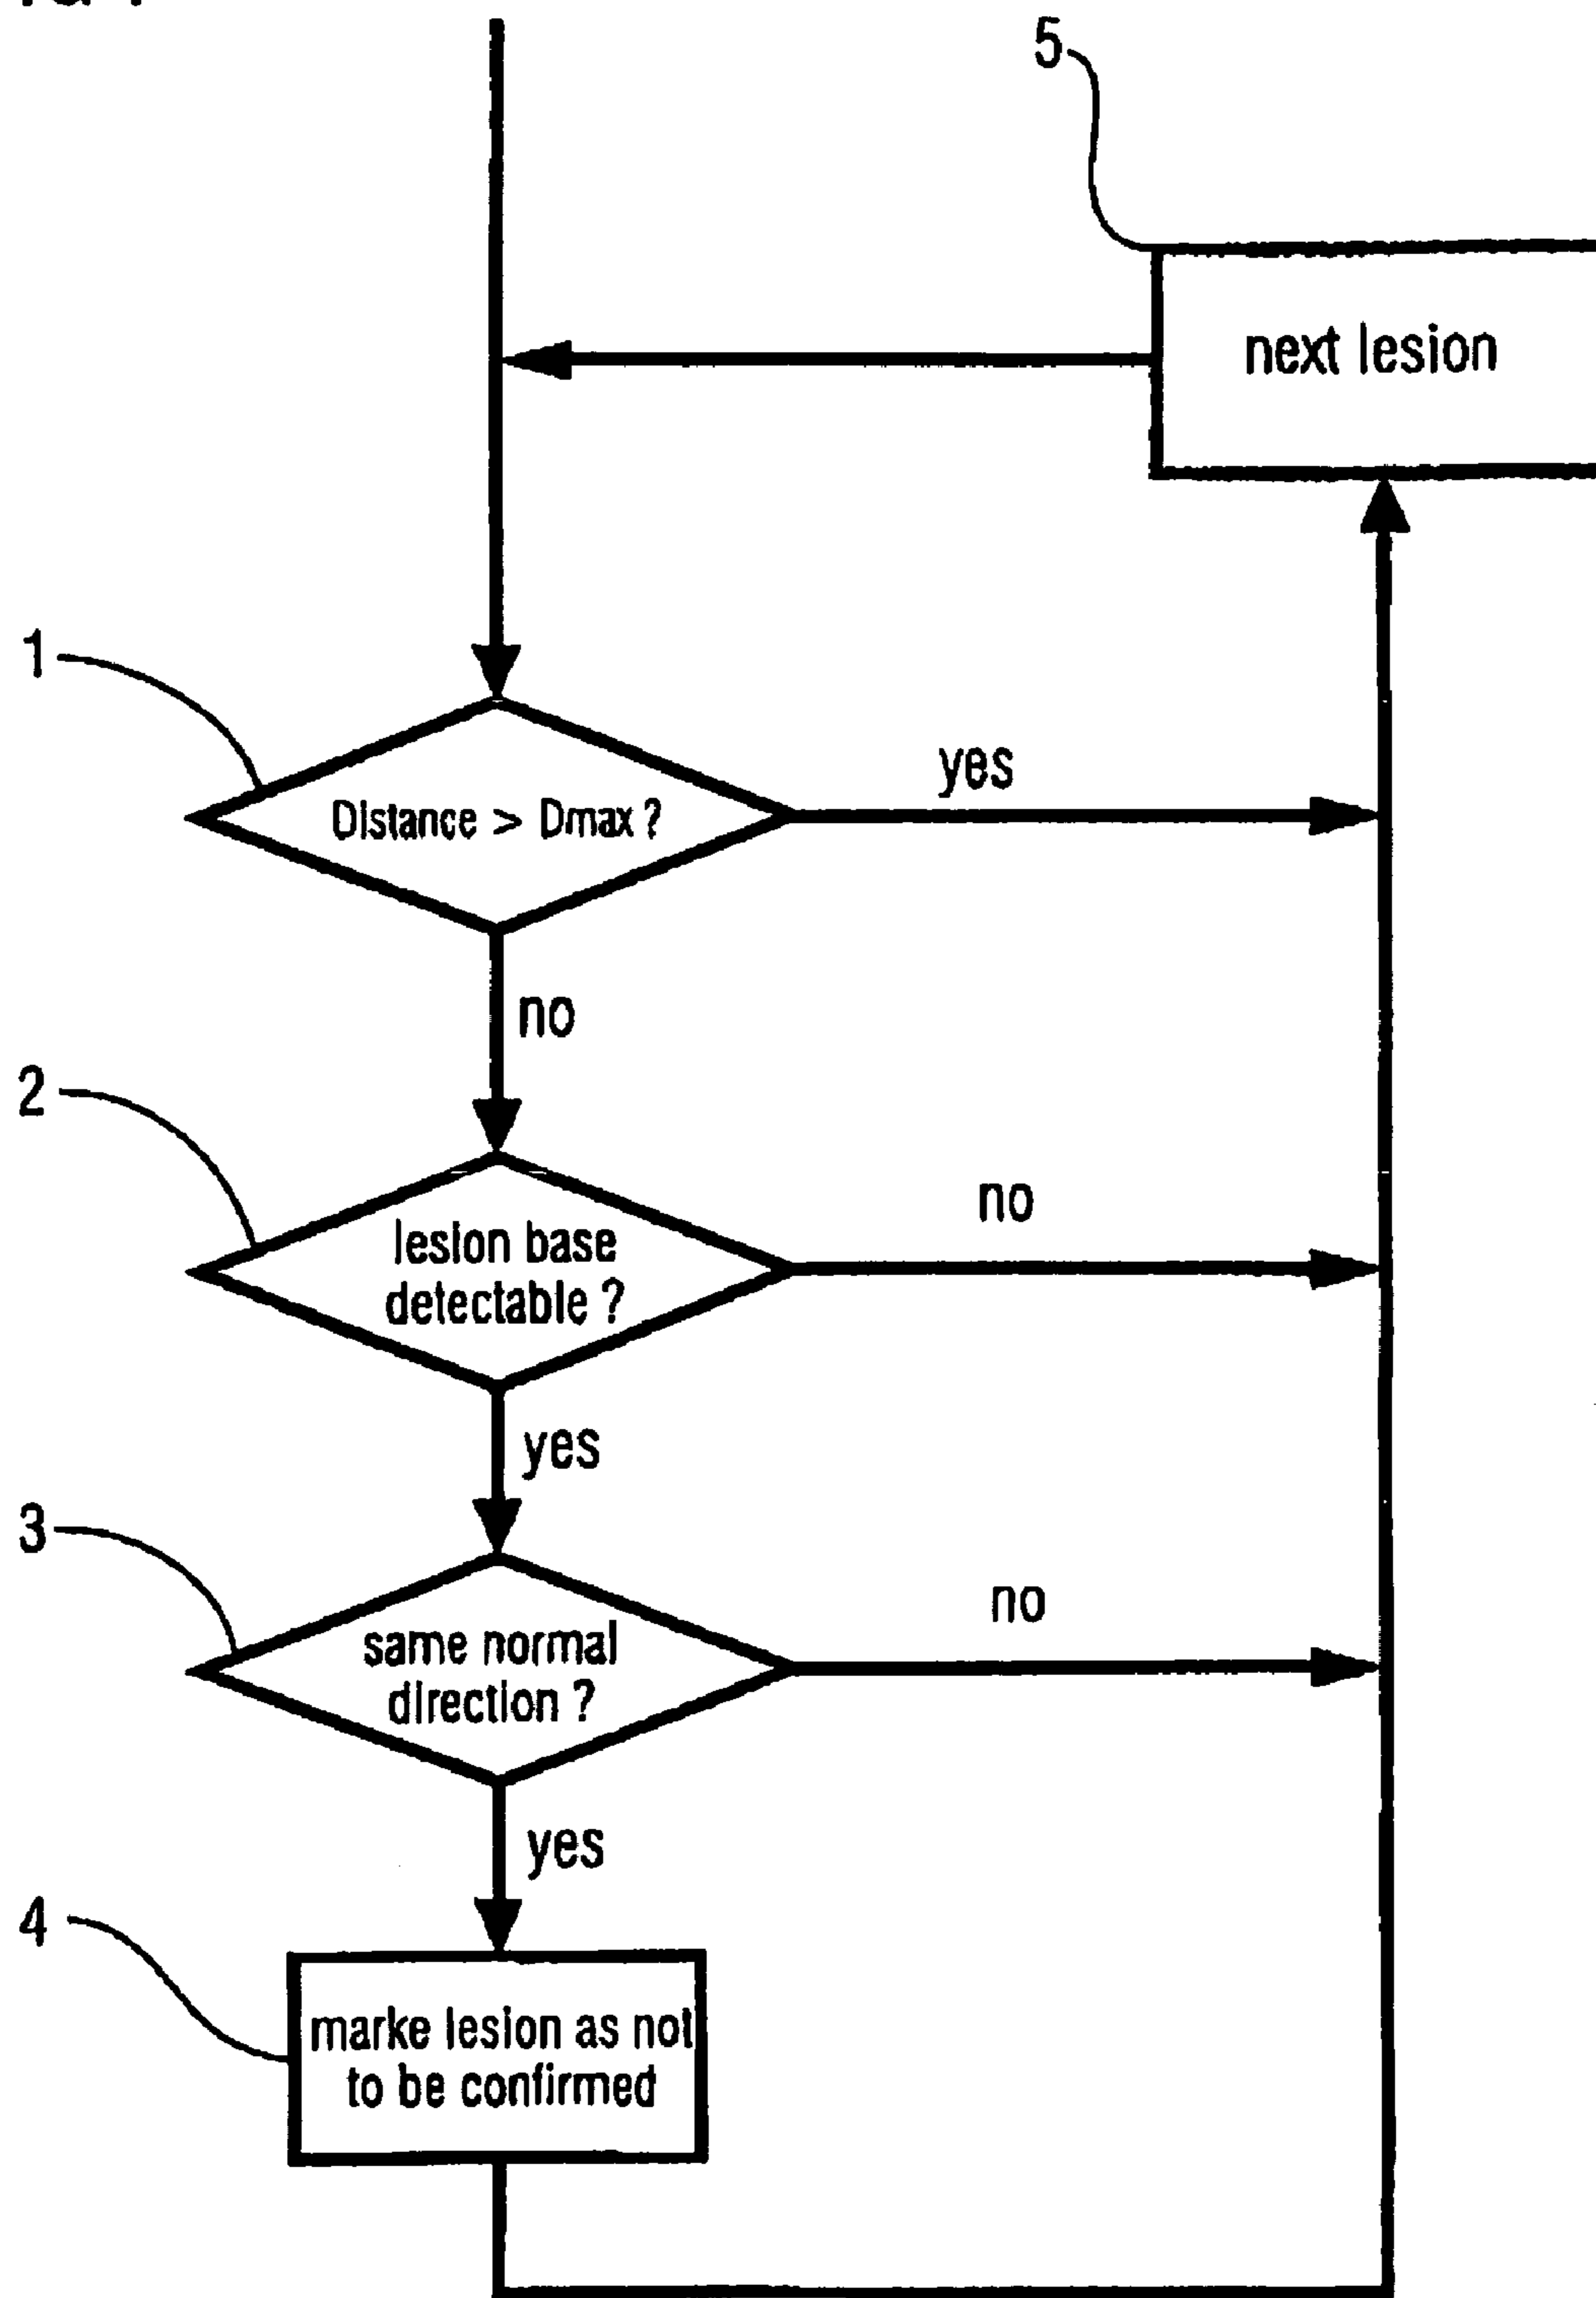 5
next lesion
1
Distance > Dmax ?
yes
no
2
lesion base
detectable ?
no
yes
3
same normal
direction ?
no
yes
4
marke lesion as not
to be confirmed